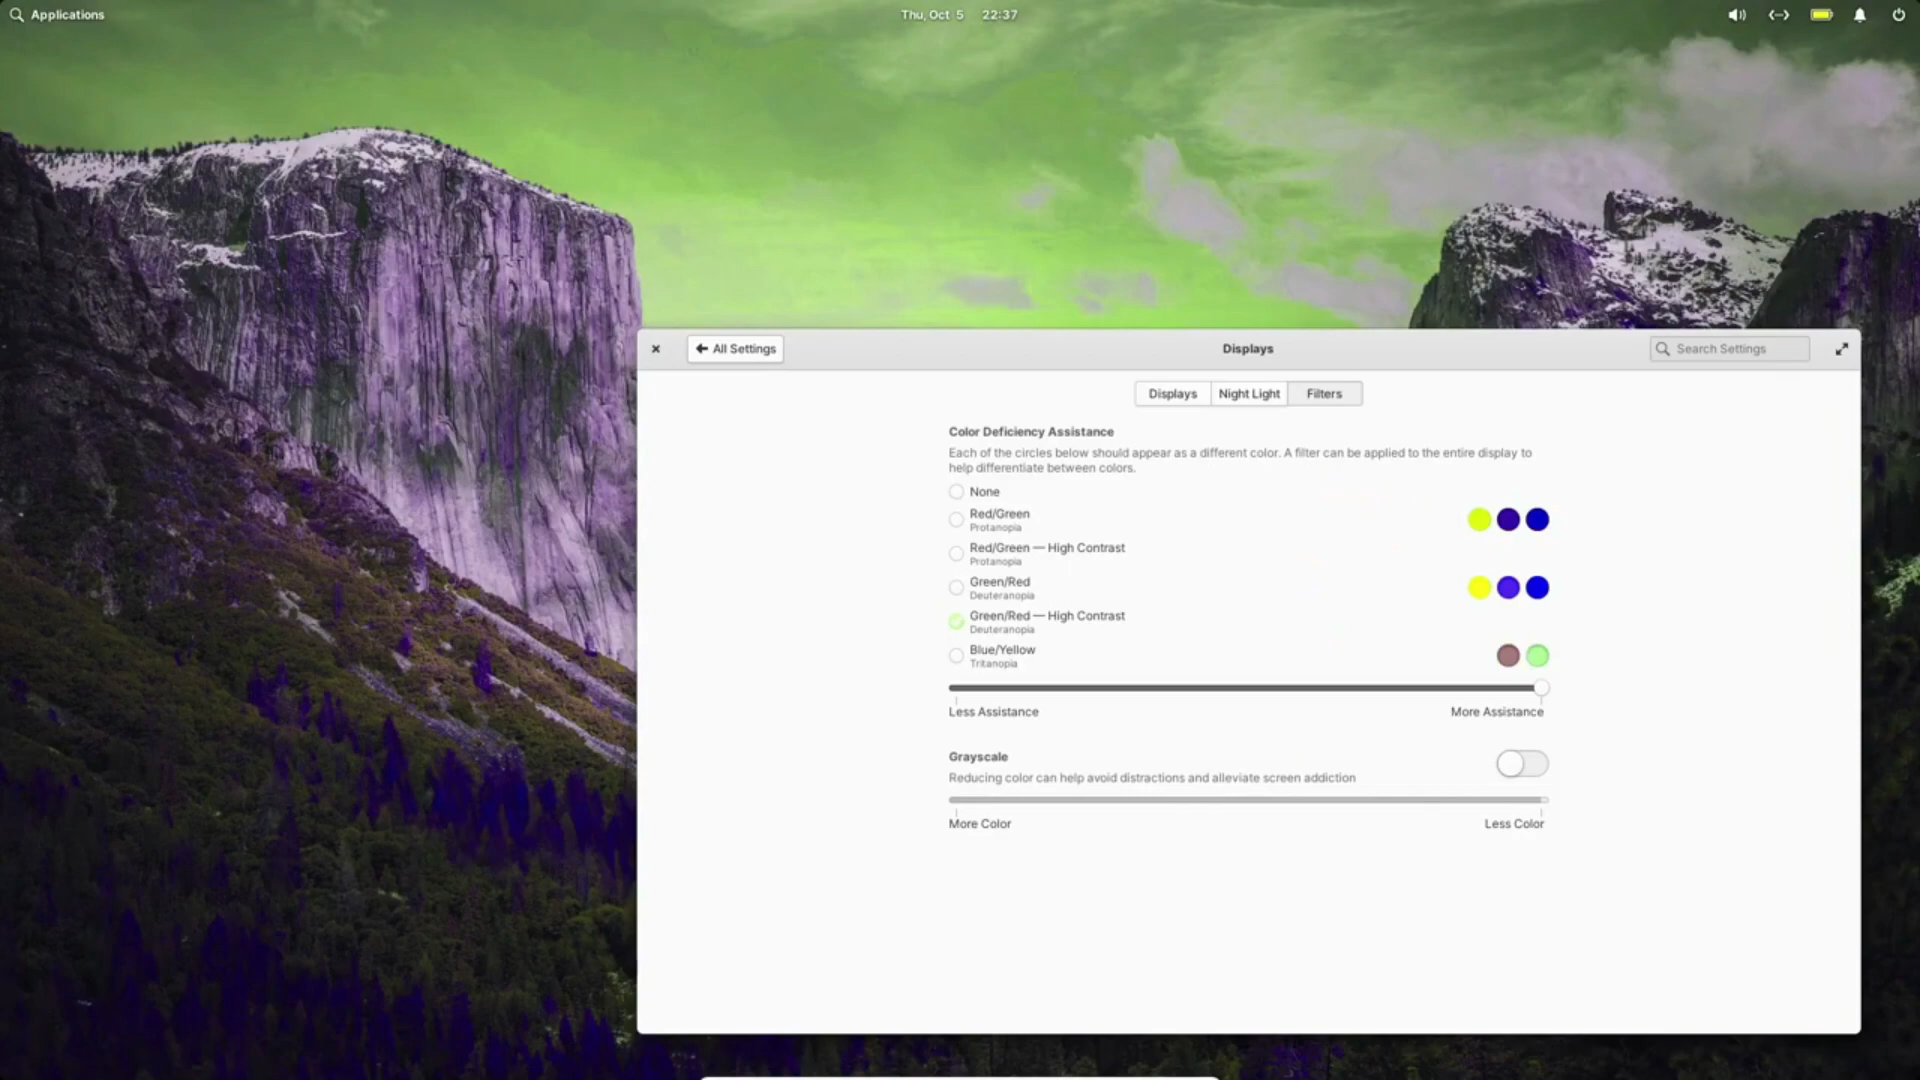 Applications
Thu, Oct 5 22:37
All Settings
Displays
Search Settings
Displays
Night Light
Filters
Color Deficiency Assistance
Each of the circles below should appear as a different color. A filter can be applied to the entire display to
help differentiate between colors.
None
Red/Green
Protanopia
Red/Green — High Contrast
Protanopia
Green/Red
Deuteranopia
Green/Red — High Contrast
Deuteranopia
Blue/Yellow
Tritanopia
Less Assistance
More Assistance
Grayscale
Reducing color can help avoid distractions and alleviate screen addiction
More Color
Less Color